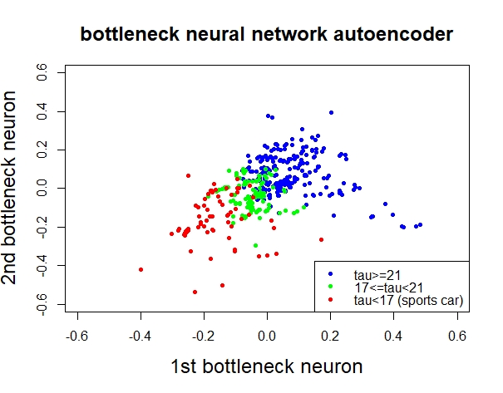 bottleneck neural network autoencoder
2nd bottleneck neuron
0.6
0.4
0.2
0.0
-0.2
-0.4
-0.6
tau>=21
17<=tau<21
tau<17 (sports car)
-0.6 -0.4 -0.2 0.0 0.2 0.4 0.6
1st bottleneck neuron